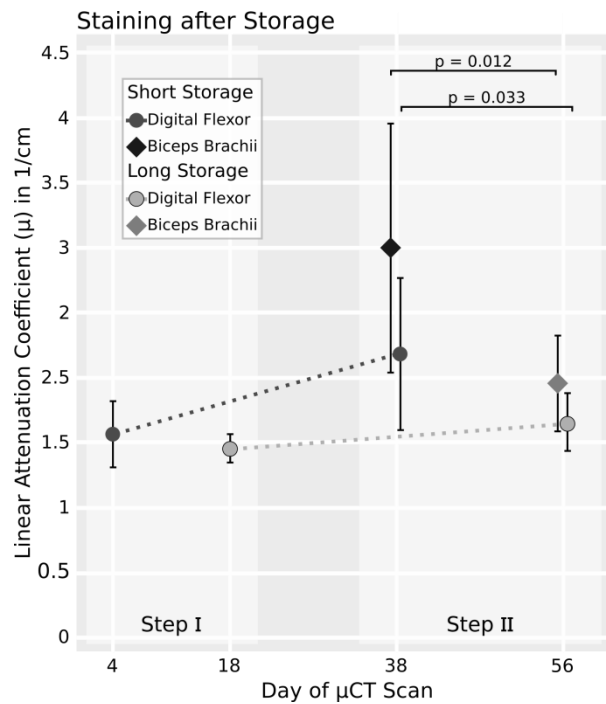 Staining after Storage
4.5
4
3.5
3
2
2.5
1.5
1
0.5
0
Linear Attenuation Coefficient (μ) in 1/cm
Short Storage
Digital Flexor
Biceps Brachii
Long Storage
Digital Flexor
Biceps Brachii
p = 0.012
p = 0.033
Step I
Step II
4
18
38
56
Day of μCT Scan